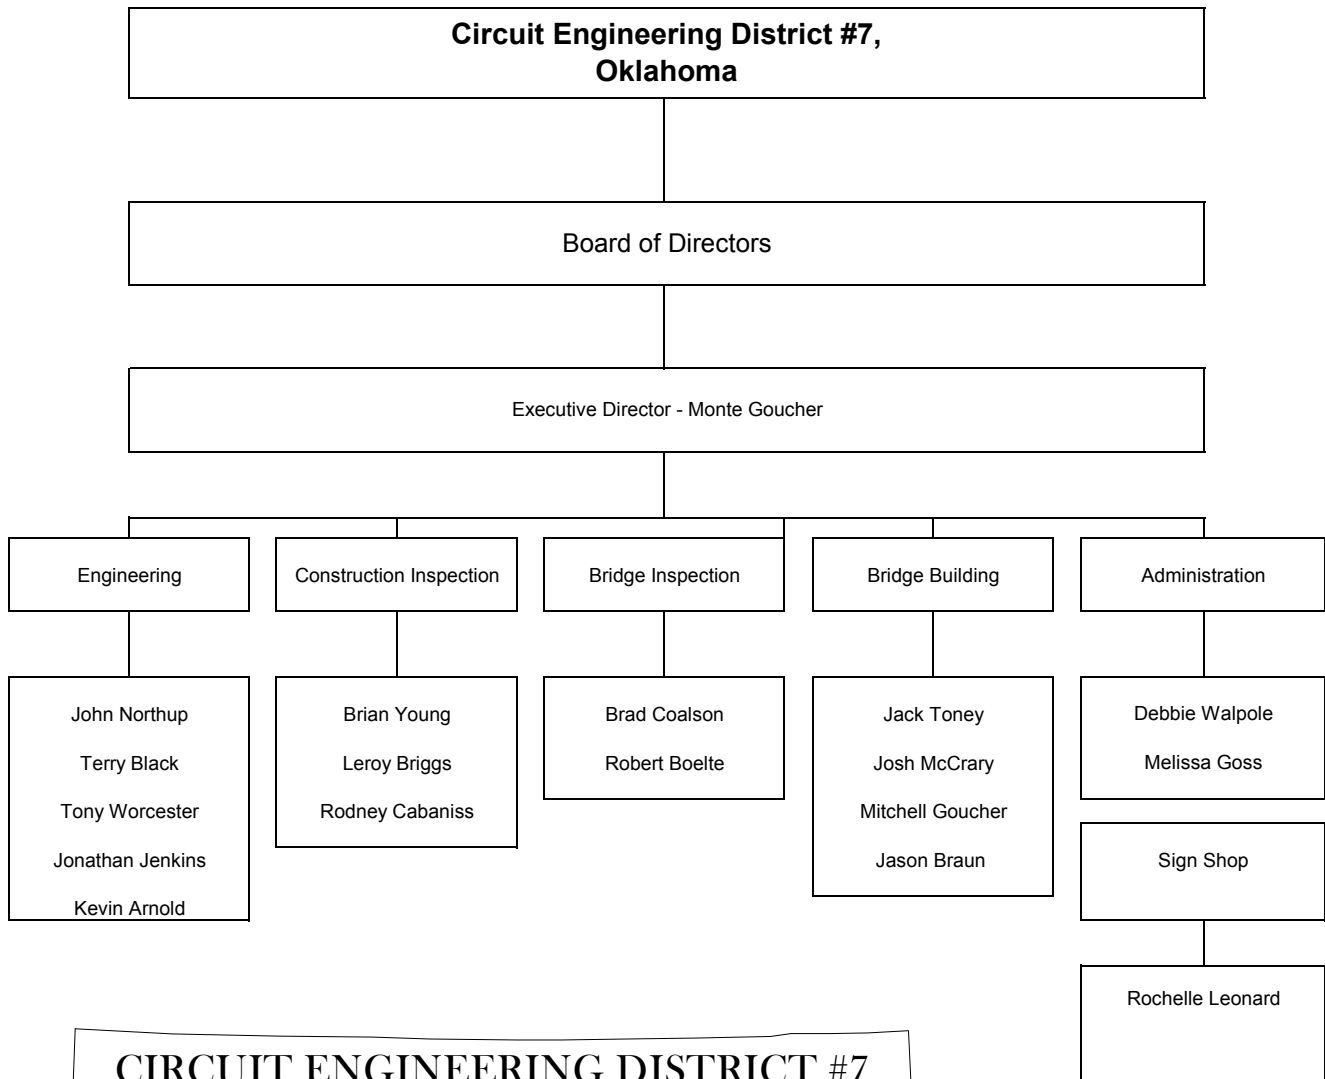 Circuit Engineering District #7,
Oklahoma
Board of Directors
Executive Director - Monte Goucher
Engineering
Construction Inspection
Bridge Inspection
Bridge Building
Administration
John Northup
Terry Black
Tony Worcester
Jonathan Jenkins
Kevin Arnold
Brian Young
Leroy Briggs
Rodney Cabaniss
Brad Coalson
Robert Boelte
Jack Toney
Josh McCrary
Mitchell Goucher
Jason Braun
Debbie Walpole
Melissa Goss
Sign Shop
Rochelle Leonard
CIRCUIT ENGINEERING DISTRICT #7